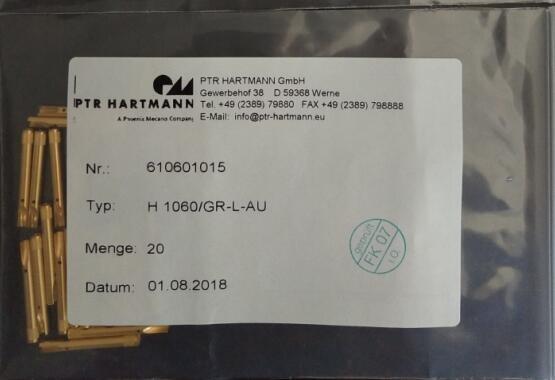 PTR HARTMANN
A Phoenix Mecano Company
PTR HARTMANN GmbH
Gewerbehof 38 D 59368 Werne
Tel. +49 (2389) 79880 FAX +49 (2389) 798888
E-Mail: info@ptr-hartmann.eu
Nr.: 610601015
Typ: H 1060/GR-L-AU
Menge: 20
Datum: 01.08.2018
geprüft
FK 07
i.O.